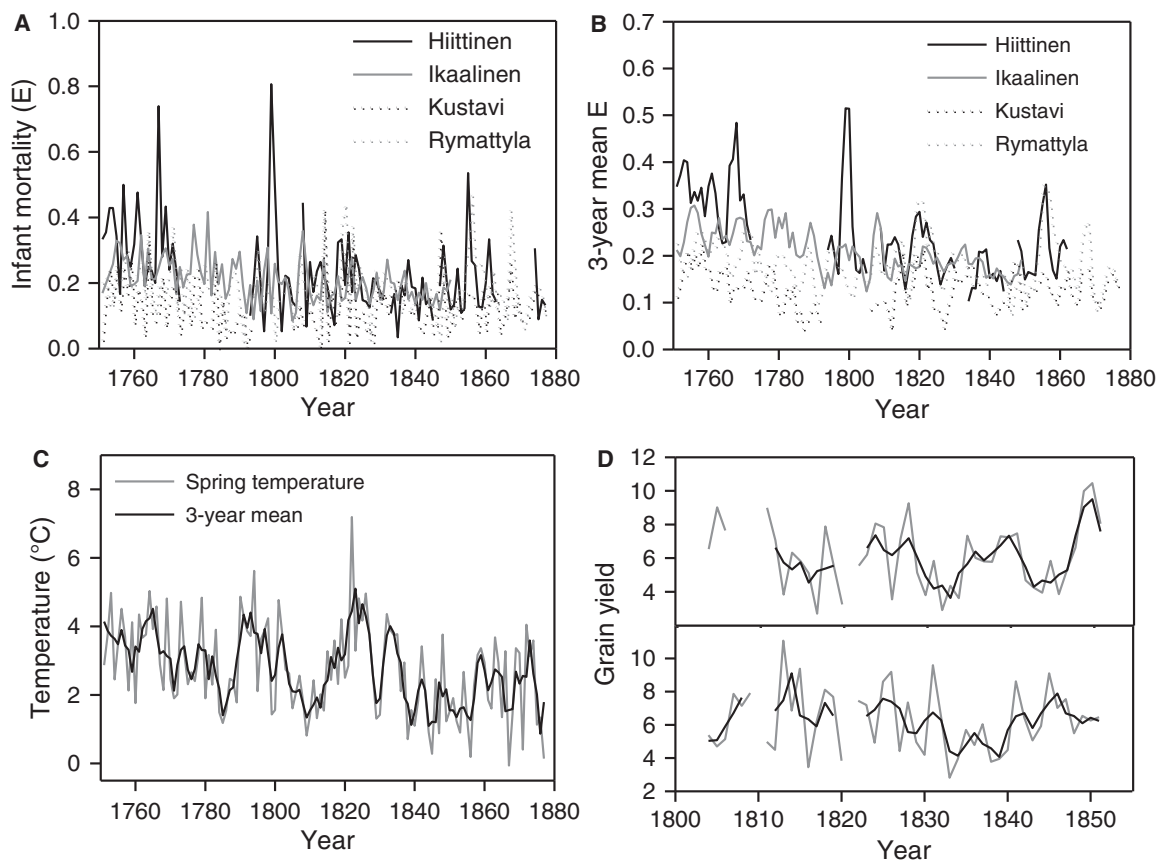 A
Infant mortality (E)
1.0
0.8
0.6
0.4
0.2
0.0
Hiittinen
Ikaalinen
Kustavi
Rymattyla
1760 1780 1800 1820 1840 1860 1880
Year
B
3-year mean E
0.7
0.6
0.5
0.4
0.3
0.2
0.1
0.0
Hiittinen
Ikaalinen
Kustavi
Rymattyla
1760 1780 1800 1820 1840 1860 1880
Year
C
Temperature (°C)
8
6
4
2
0
Spring temperature
3-year mean
1760 1780 1800 1820 1840 1860 1880
Year
D
Grain yield
12
10
8
6
4
10
8
6
4
2
1800 1810 1820 1830 1840 1850
Year